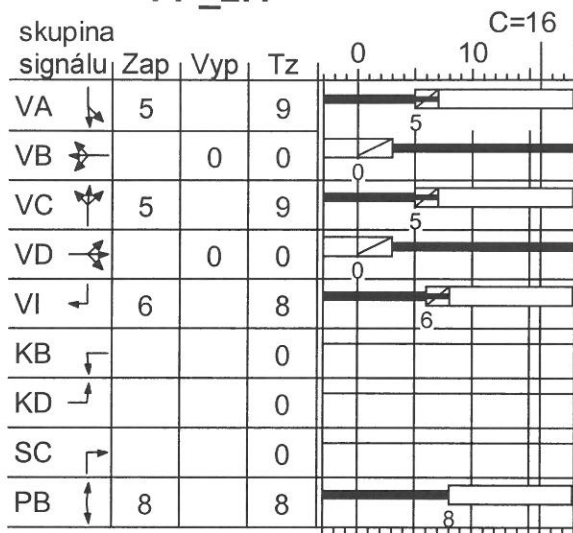 C=16
skupina
signálu Zap Vyp Tz 0 10
VA 5 9 5
VB 0 0 0
VC 5 9 5
VD 0 0 0
VI 6 8 6
KB 0
KD 0
SC 0
PB 8 8 8